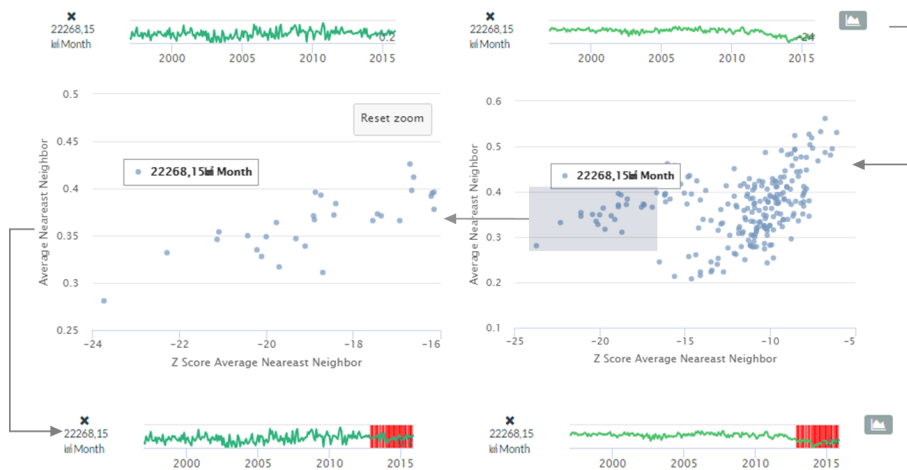 22268,15
Month
0.2
2000 2005 2010 2015
22268,15
Month
-24
2000 2005 2010 2015
0.5
0.45
0.4
0.35
0.3
0.25
Average Neareast Neighbor
Reset zoom
22268,15 Month
−24 −22 −20 −18 −16
Z Score Average Neareast Neighbor
0.6
0.5
0.4
0.3
0.2
0.1
Average Neareast Neighbor
22268,15 Month
−25 −20 −15 −10 −5
Z Score Average Neareast Neighbor
22268,15
Month
2000 2005 2010 2015
22268,15
Month
2000 2005 2010 2015